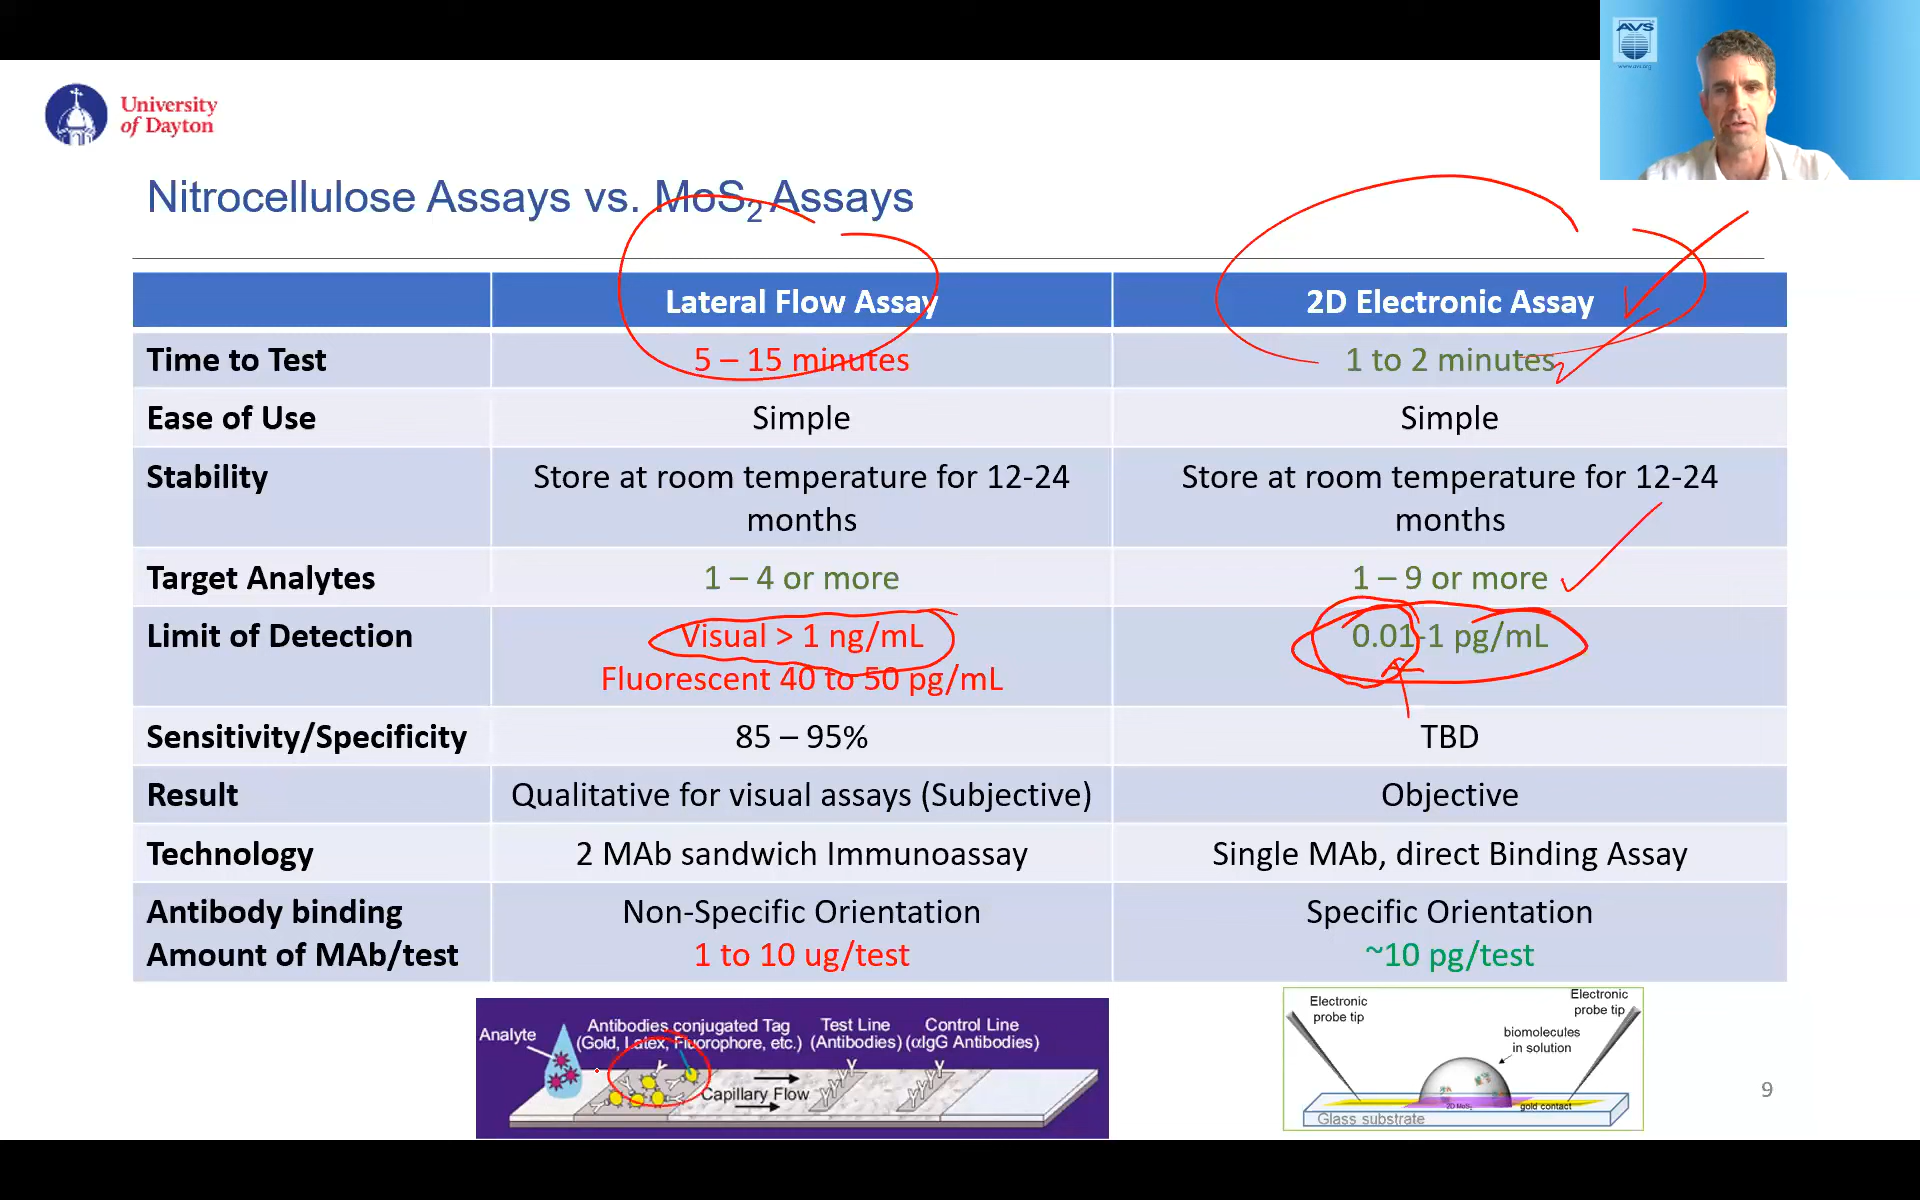 AVS
www.avs.org
University
of Dayton
Nitrocellulose Assays vs. MoS2 Assays
Lateral Flow Assay 2D Electronic Assay
Time to Test 5 – 15 minutes 1 to 2 minutes
Ease of Use Simple Simple
Stability Store at room temperature for 12-24 months Store at room temperature for 12-24 months
Target Analytes 1 – 4 or more 1 – 9 or more
Limit of Detection Visual > 1 ng/mL 0.01-1 pg/mL
Fluorescent 40 to 50 pg/mL
Sensitivity/Specificity 85 – 95% TBD
Result Qualitative for visual assays (Subjective) Objective
Technology 2 MAb sandwich Immunoassay Single MAb, direct Binding Assay
Antibody binding Non-Specific Orientation Specific Orientation
Amount of MAb/test 1 to 10 ug/test ~10 pg/test
Analyte
Antibodies conjugated Tag
(Gold, Latex, Fluorophore, etc.)
Test Line
(Antibodies)
Control Line
(αIgG Antibodies)
Capillary Flow
Electronic
probe tip
Electronic
probe tip
biomolecules
in solution
2D MoS2
gold contact
Glass substrate
9